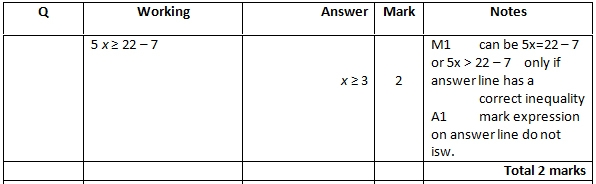 Q Working Answer Mark Notes
5 x ≥ 22 – 7
x ≥ 3
2
M1 can be 5x=22 – 7
or 5x > 22 – 7 only if
answer line has a
correct inequality
A1 mark expression
on answer line do not
isw.
Total 2 marks